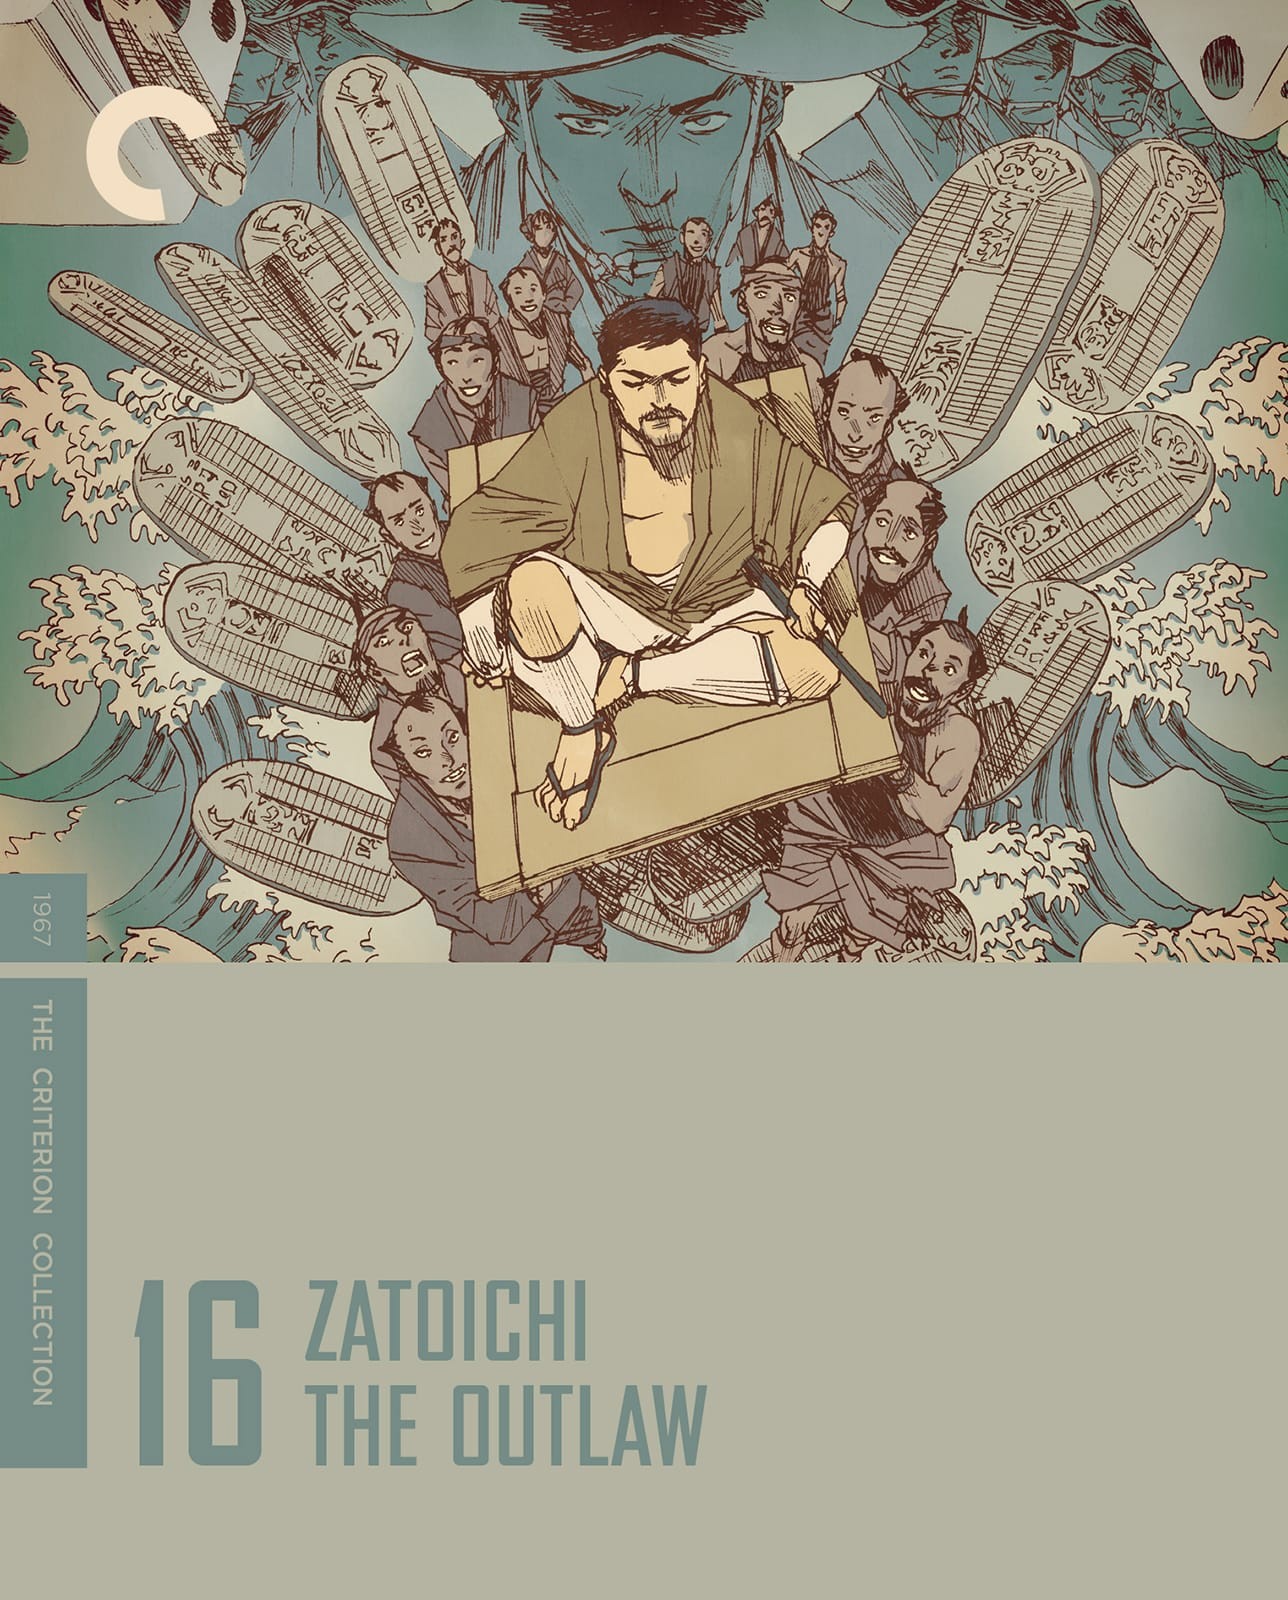 1967
THE CRITERION COLLECTION
16
ZATOICHI
THE OUTLAW